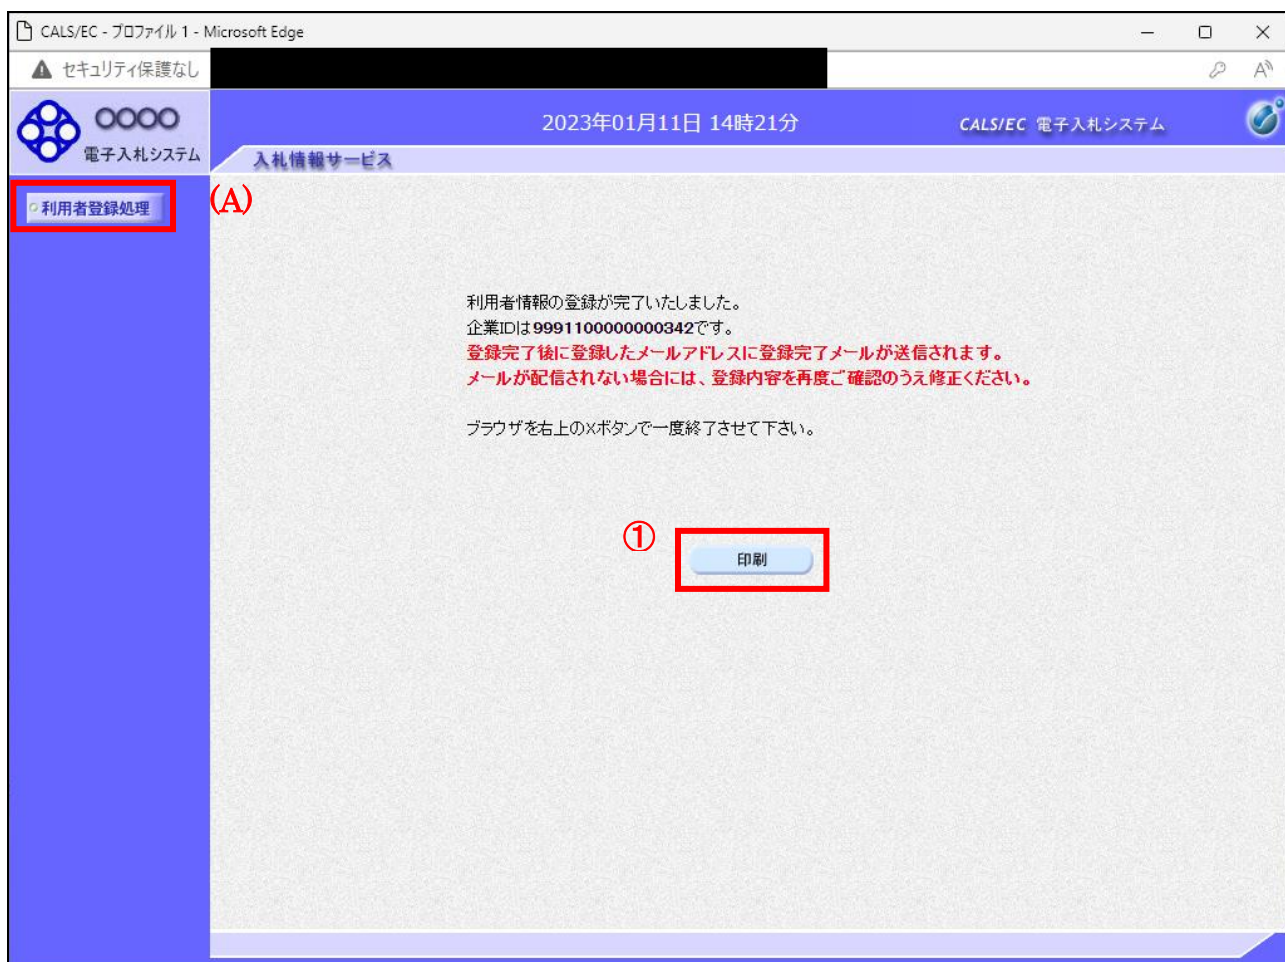 CALS/EC - プロファイル 1 - Microsoft Edge
セキュリティ保護なし
○○○○
電子入札システム
2023年01月11日 14時21分
CALS/EC 電子入札システム
入札情報サービス
利用者登録処理
(A)
利用者情報の登録が完了いたしました。
企業IDは9991100000000342です。
登録完了後に登録したメールアドレスに登録完了メールが送信されます。
メールが配信されない場合には、登録内容を再度ご確認のうえ修正ください。
ブラウザを右上の×ボタンで一度終了させて下さい。
①
印刷